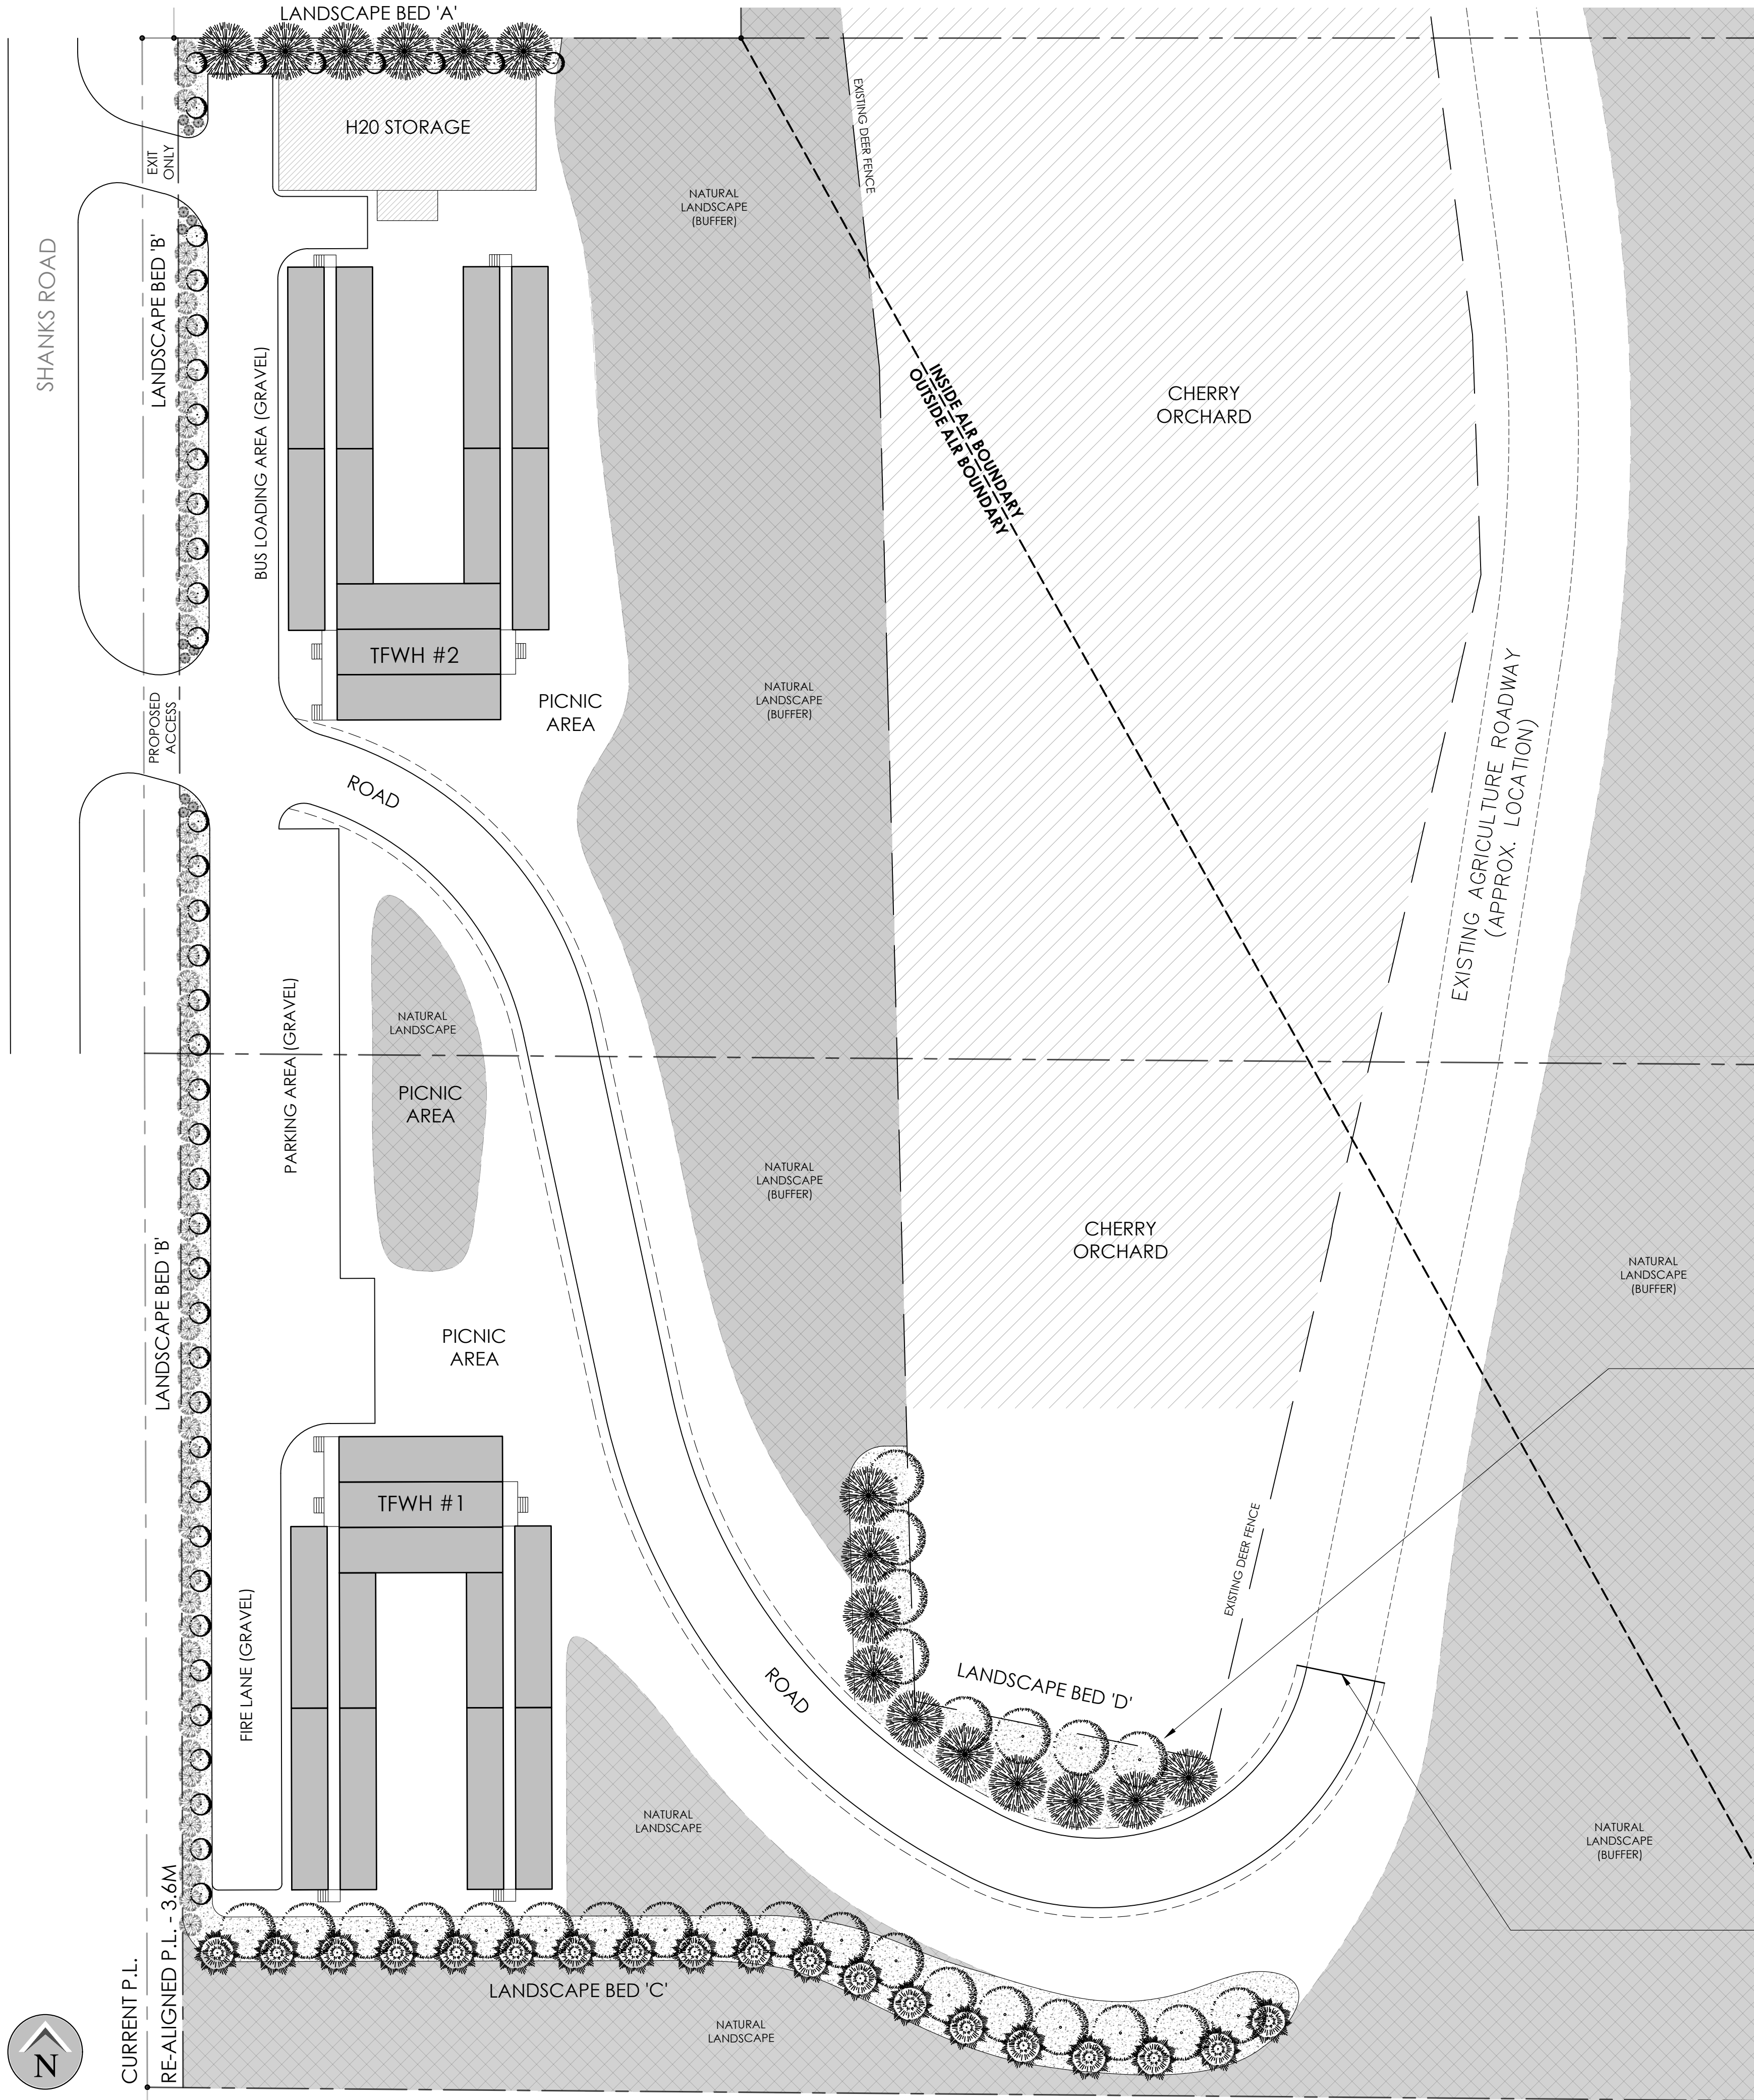 LANDSCAPE BED 'A'
H20 STORAGE
EXIT
ONLY
EXISTING DEER FENCE
NATURAL
LANDSCAPE
(BUFFER)
SHANKS ROAD
LANDSCAPE BED 'B'
BUS LOADING AREA (GRAVEL)
INSIDE ALR BOUNDARY
OUTSIDE ALR BOUNDARY
CHERRY
ORCHARD
TFWH #2
PICNIC
AREA
NATURAL
LANDSCAPE
(BUFFER)
PROPOSED
ACCESS
ROAD
EXISTING AGRICULTURE ROADWAY
(APPROX. LOCATION)
PARKING AREA (GRAVEL)
NATURAL
LANDSCAPE
PICNIC
AREA
NATURAL
LANDSCAPE
(BUFFER)
CHERRY
ORCHARD
NATURAL
LANDSCAPE
(BUFFER)
LANDSCAPE BED 'B'
PICNIC
AREA
TFWH #1
EXISTING DEER FENCE
FIRE LANE (GRAVEL)
ROAD
LANDSCAPE BED 'D'
NATURAL
LANDSCAPE
NATURAL
LANDSCAPE
(BUFFER)
CURRENT P.L.
RE-ALIGNED P.L. - 3.6M
LANDSCAPE BED 'C'
NATURAL
LANDSCAPE
N